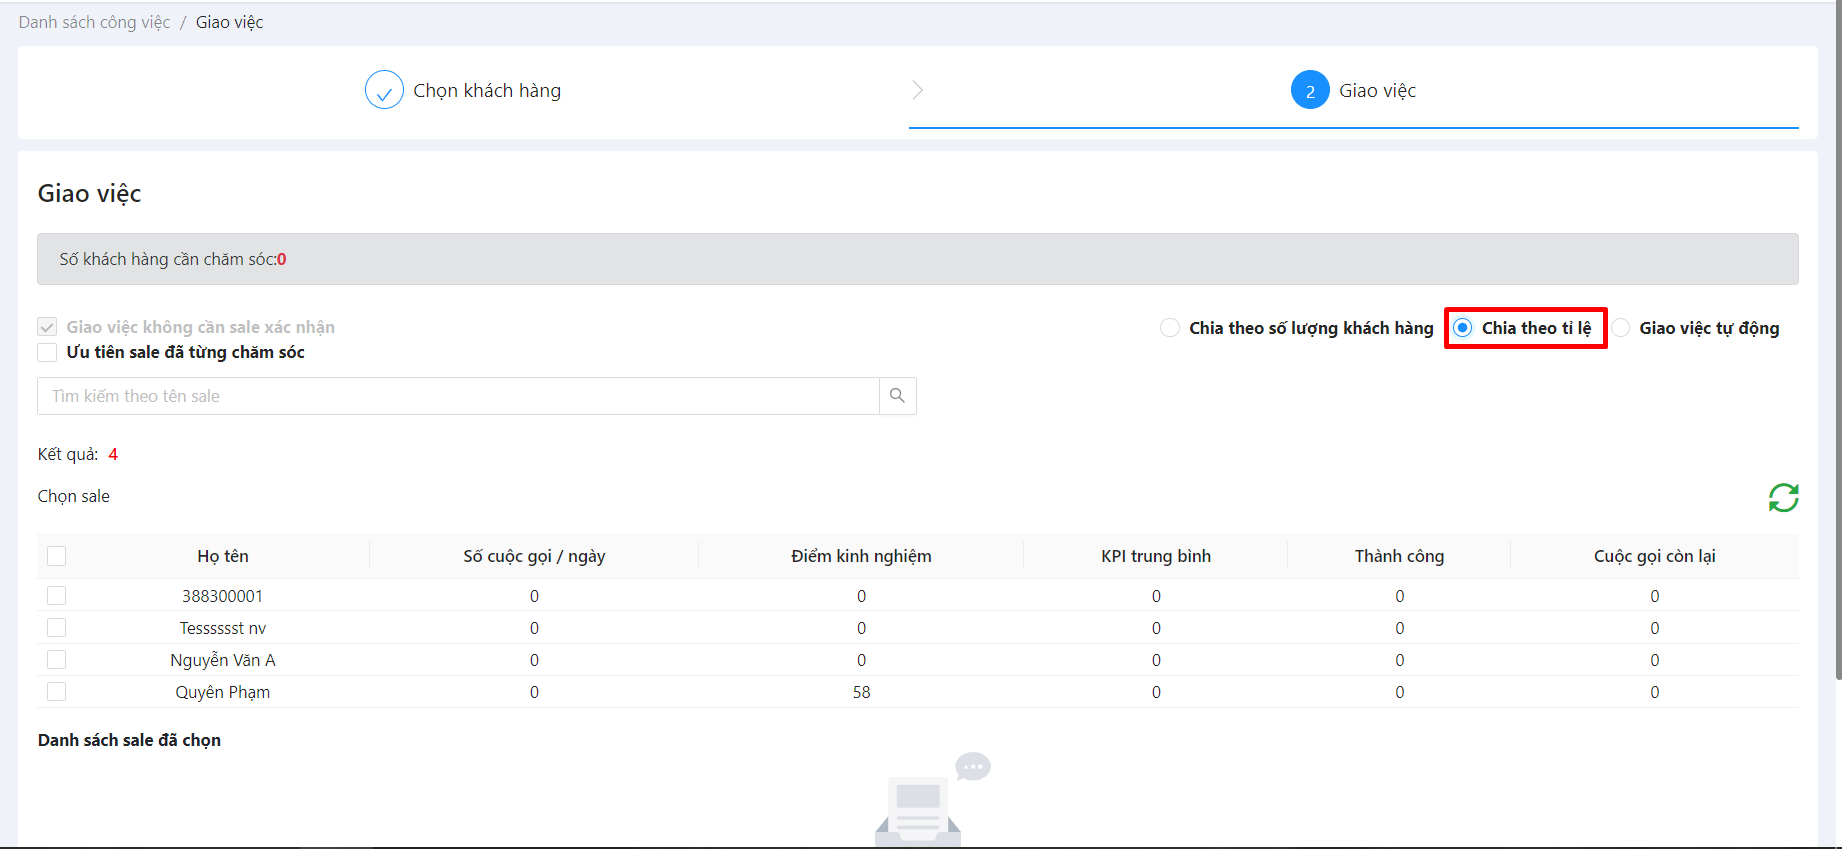 Danh sách công việc / Giao việc
Chọn khách hàng
2 Giao việc
Giao việc
Số khách hàng cần chăm sóc:0
Giao việc không cần sale xác nhận
Chia theo số lượng khách hàng Chia theo tỉ lệ Giao việc tự động
Ưu tiên sale đã từng chăm sóc
Tìm kiếm theo tên sale
Kết quả: 4
Chọn sale
Họ tên Số cuộc gọi / ngày Điểm kinh nghiệm KPI trung bình Thành công Cuộc gọi còn lại
388300001 0 0 0 0 0
Tesssssst nv 0 0 0 0 0
Nguyễn Văn A 0 0 0 0 0
Quyên Phạm 0 58 0 0 0
Danh sách sale đã chọn